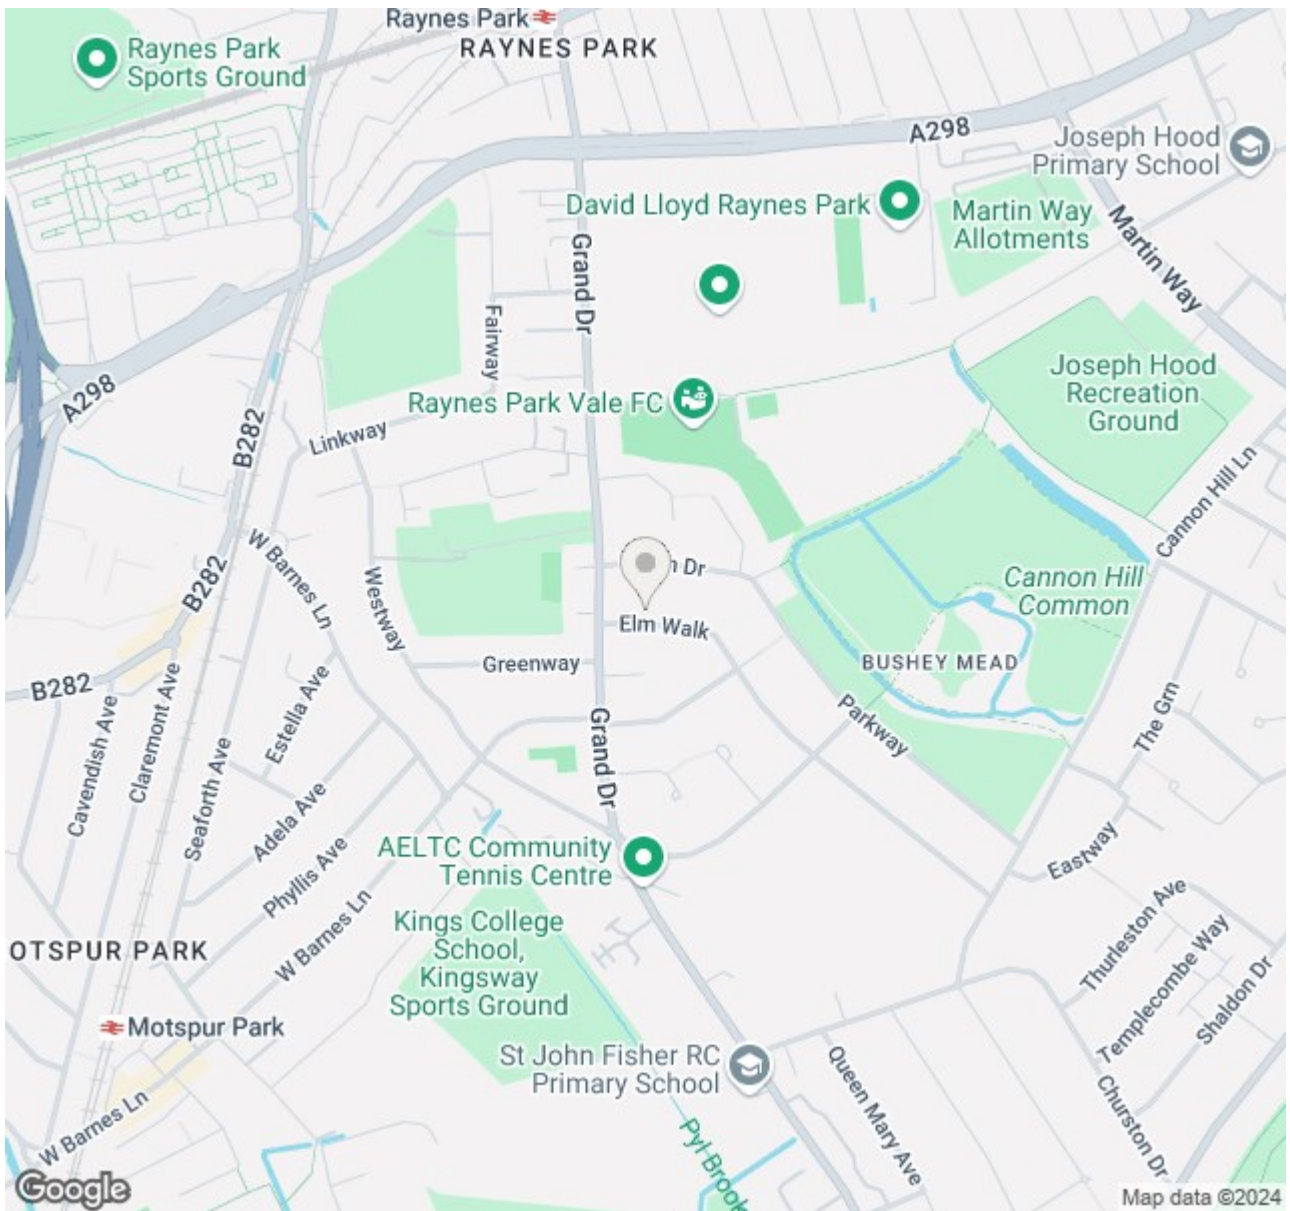 Raynes Park
RAYNES PARK
Raynes Park
Sports Ground
A298
Joseph Hood
Primary School
David Lloyd Raynes Park
Martin Way
Allotments
Martin Way
Grand Dr
Fairway
A298
Joseph Hood
Recreation
Ground
Raynes Park Vale FC
Linkway
B282
Cannon Hill Ln
W Barnes Ln
B282
Westway
Dr
Cannon Hill
Common
Elm Walk
Greenway
BUSHEY MEAD
B282
Claremont Ave
Cavendish Ave
Estella Ave
Seaforth Ave
Grand Dr
Parkway
The Grn
Adela Ave
AELTC Community
Tennis Centre
Eastway
Phyllis Ave
W Barnes Ln
Kings College
School,
Kingsway
Sports Ground
Thurleston Ave
Templecombe Way
Shaldon Dr
OTSPUR PARK
Motspur Park
St John Fisher RC
Primary School
Queen Mary Ave
Churston Dr
W Barnes Ln
Pyl Brook
Google
Map data ©2024